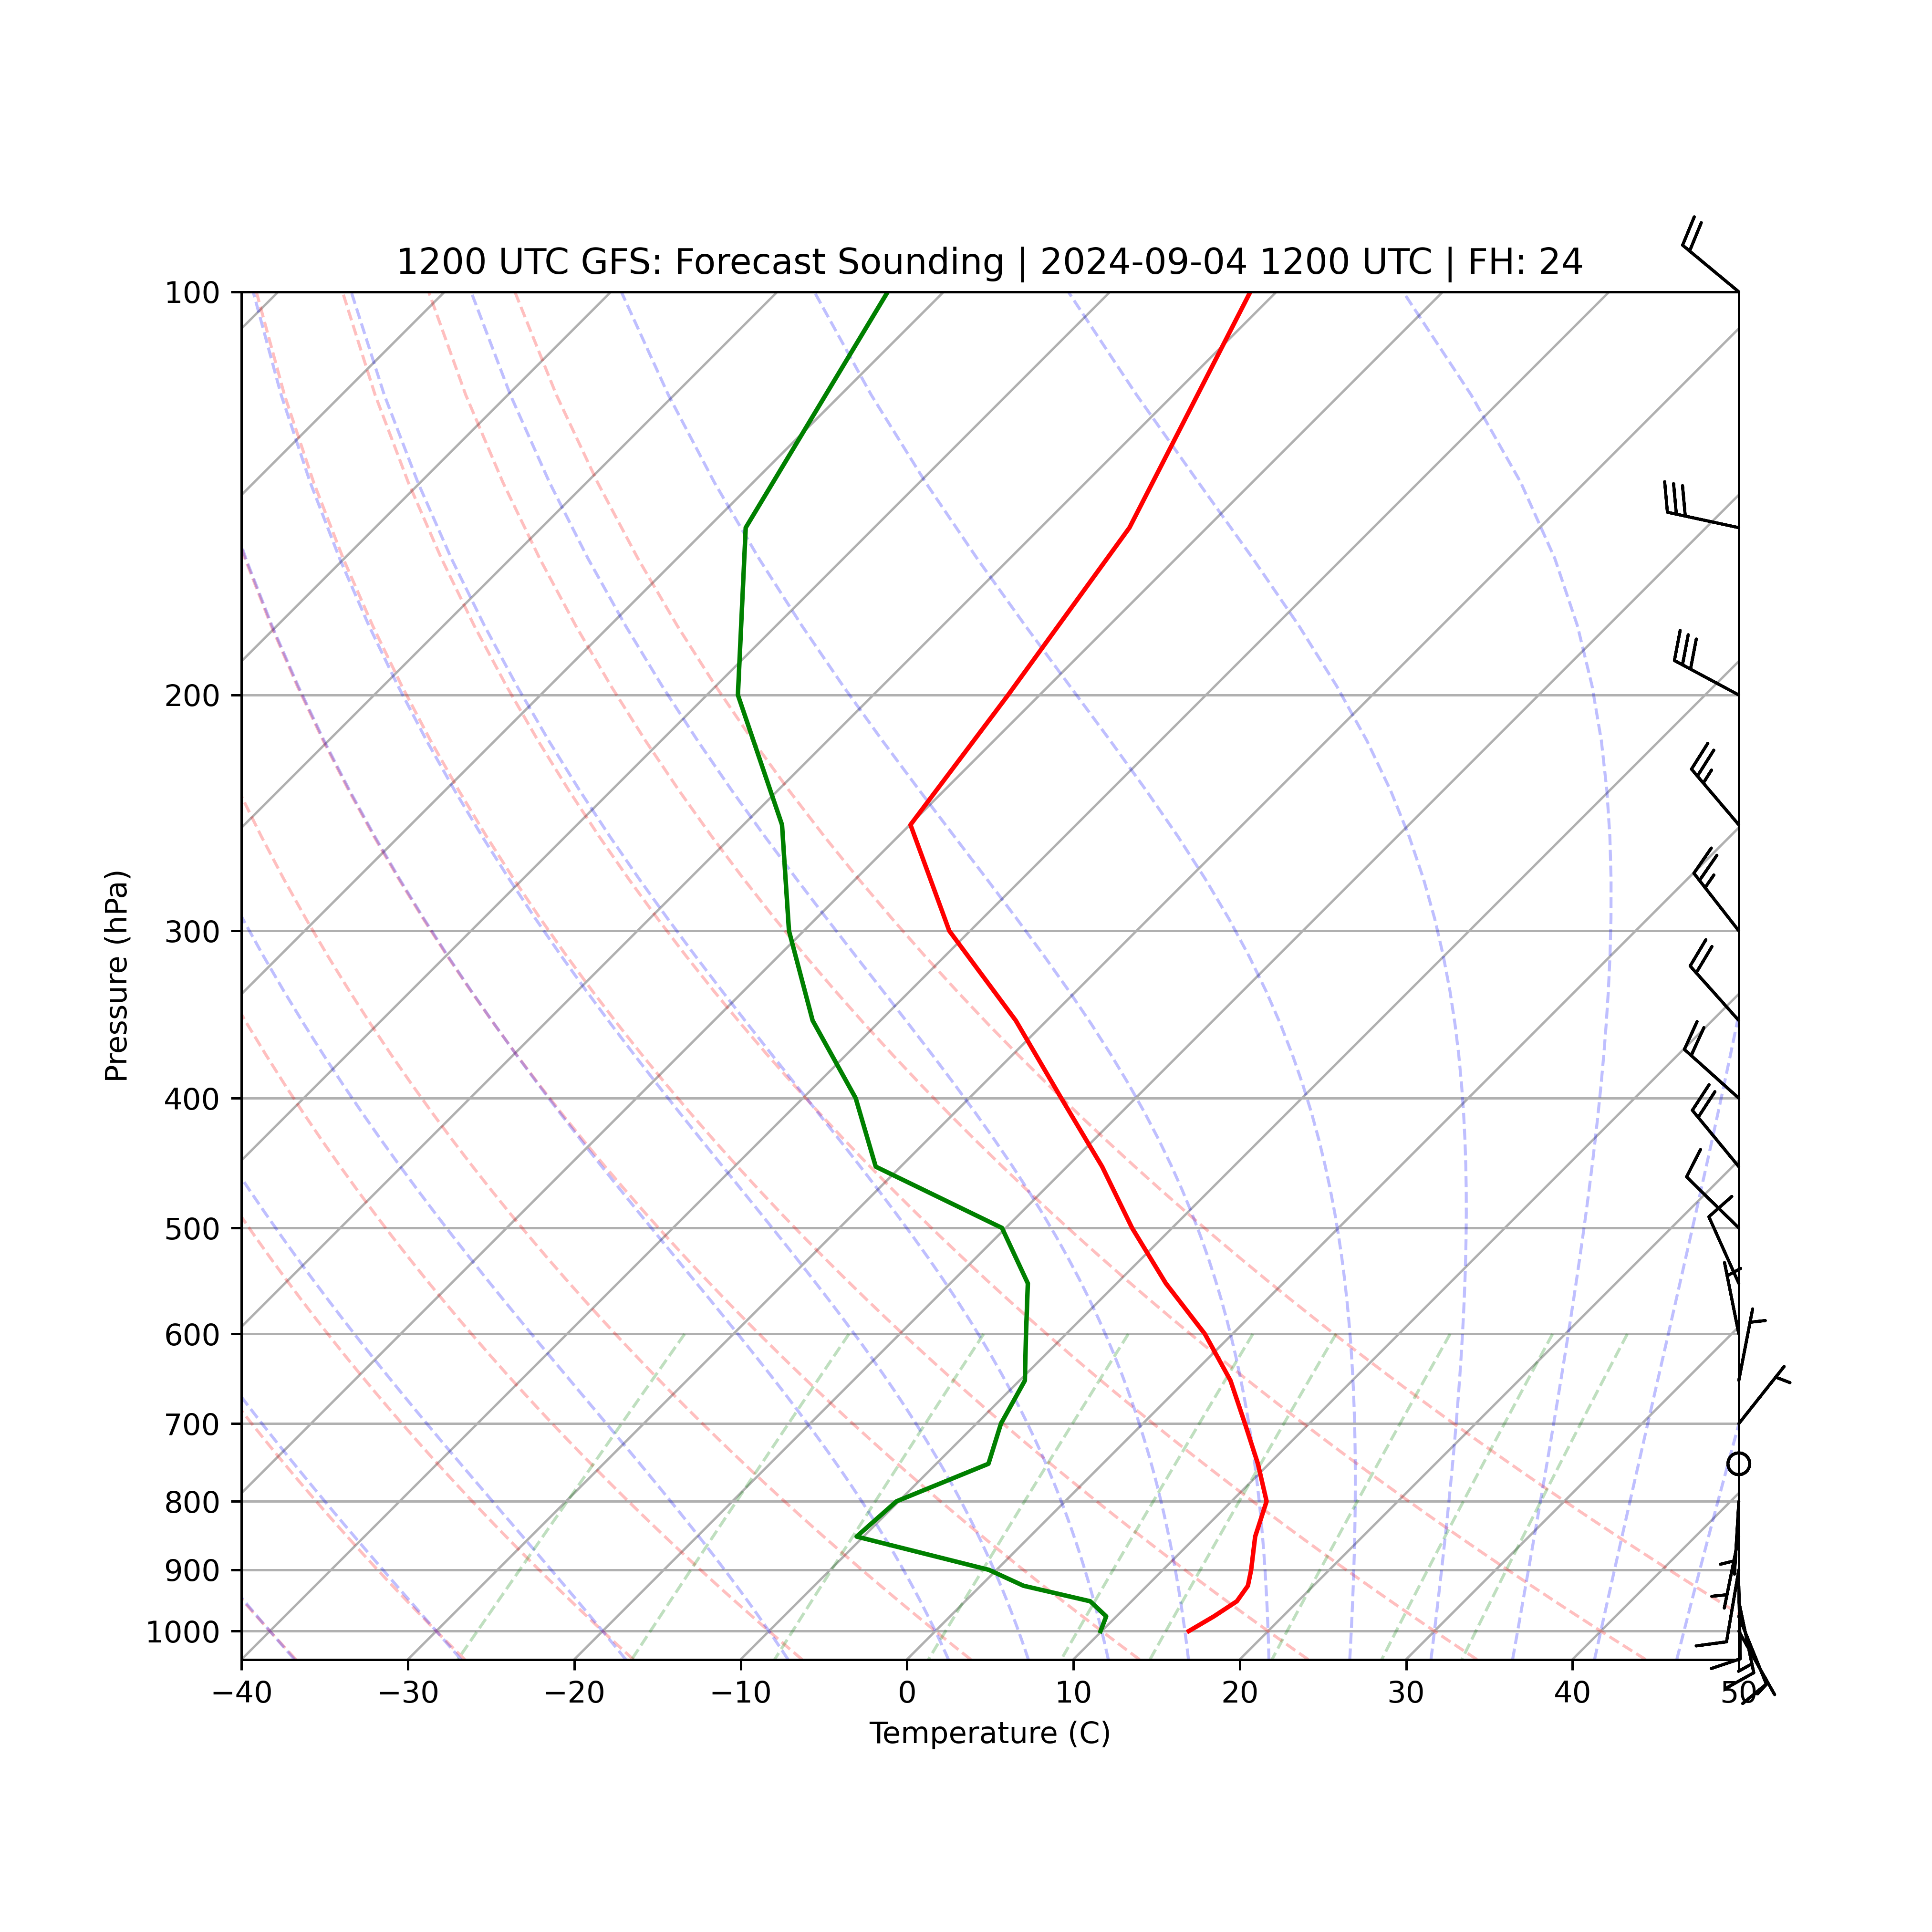 1200 UTC GFS: Forecast Sounding | 2024-09-04 1200 UTC | FH: 24
100
200
300
400
500
600
700
800
900
1000
Pressure (hPa)
−40 −30 −20 −10 0 10 20 30 40 50
Temperature (C)